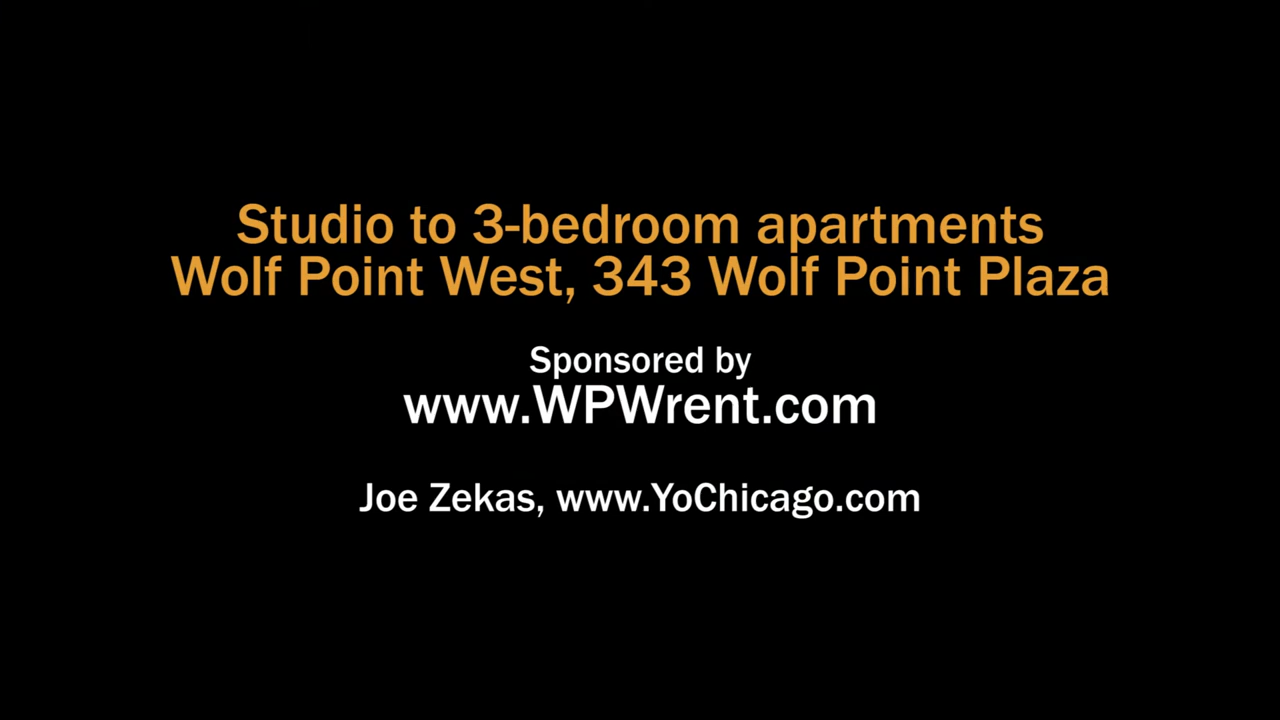 Studio to 3-bedroom apartments
Wolf Point West, 343 Wolf Point Plaza
Sponsored by
www.WPWrent.com
Joe Zekas, www.YoChicago.com